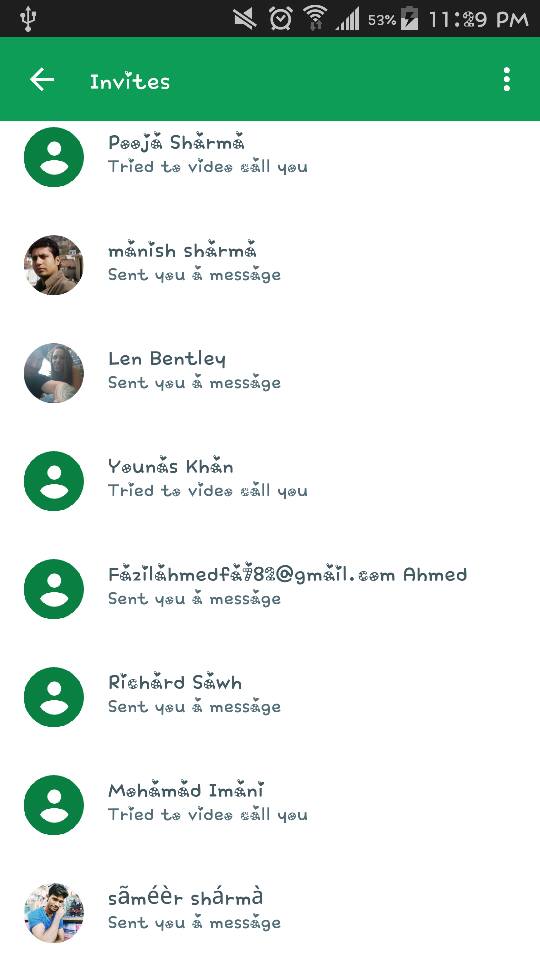 53% 11:29 PM
Invites
Pooja Sharma
Tried to video call you
manish sharma
Sent you a message
Len Bentley
Sent you a message
Younas Khan
Tried to video call you
Fazilahmedfa782@gmail.com Ahmed
Sent you a message
Richard Sawh
Sent you a message
Mohamad Imani
Tried to video call you
sãméèr shármà
Sent you a message